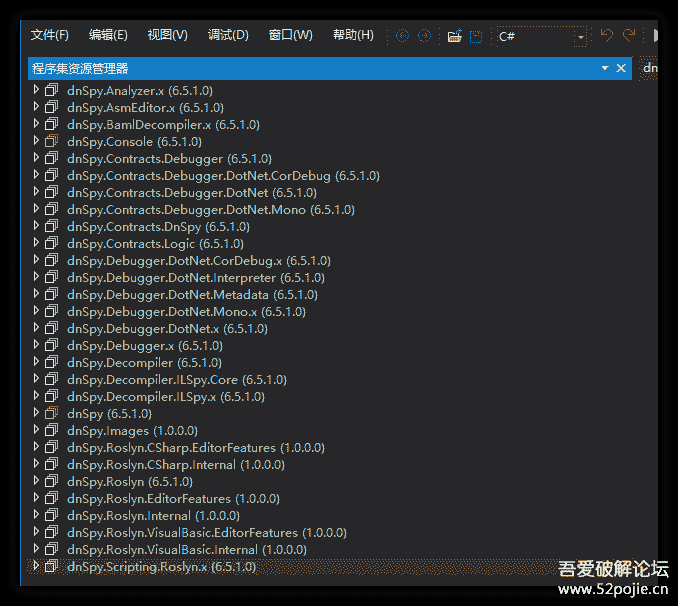 文件(F) 编辑(E) 视图(V) 调试(D) 窗口(W) 帮助(H) C#
程序集资源管理器 dn
dnSpy.Analyzer.x (6.5.1.0)
dnSpy.AsmEditor.x (6.5.1.0)
dnSpy.BamlDecompiler.x (6.5.1.0)
dnSpy.Console (6.5.1.0)
dnSpy.Contracts.Debugger (6.5.1.0)
dnSpy.Contracts.Debugger.DotNet.CorDebug (6.5.1.0)
dnSpy.Contracts.Debugger.DotNet (6.5.1.0)
dnSpy.Contracts.Debugger.DotNet.Mono (6.5.1.0)
dnSpy.Contracts.DnSpy (6.5.1.0)
dnSpy.Contracts.Logic (6.5.1.0)
dnSpy.Debugger.DotNet.CorDebug.x (6.5.1.0)
dnSpy.Debugger.DotNet.Interpreter (6.5.1.0)
dnSpy.Debugger.DotNet.Metadata (6.5.1.0)
dnSpy.Debugger.DotNet.Mono.x (6.5.1.0)
dnSpy.Debugger.DotNet.x (6.5.1.0)
dnSpy.Debugger.x (6.5.1.0)
dnSpy.Decompiler (6.5.1.0)
dnSpy.Decompiler.ILSpy.Core (6.5.1.0)
dnSpy.Decompiler.ILSpy.x (6.5.1.0)
dnSpy (6.5.1.0)
dnSpy.Images (1.0.0.0)
dnSpy.Roslyn.CSharp.EditorFeatures (1.0.0.0)
dnSpy.Roslyn.CSharp.Internal (1.0.0.0)
dnSpy.Roslyn (6.5.1.0)
dnSpy.Roslyn.EditorFeatures (1.0.0.0)
dnSpy.Roslyn.Internal (1.0.0.0)
dnSpy.Roslyn.VisualBasic.EditorFeatures (1.0.0.0)
dnSpy.Roslyn.VisualBasic.Internal (1.0.0.0)
dnSpy.Scripting.Roslyn.x (6.5.1.0)
吾爱破解论坛
www.52pojie.cn